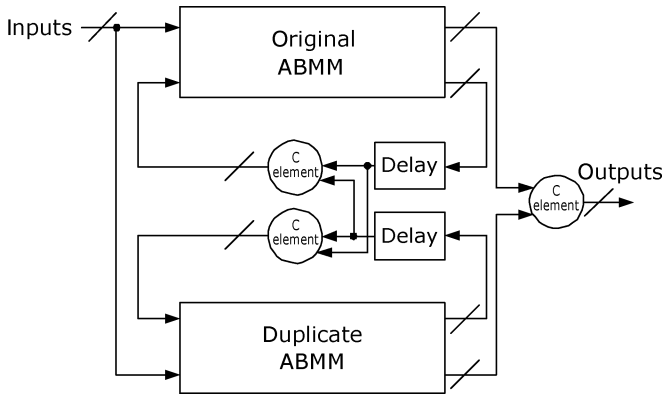 Inputs
Original
ABMM
C
element
Delay
Outputs
C
element
C
element
Delay
Duplicate
ABMM